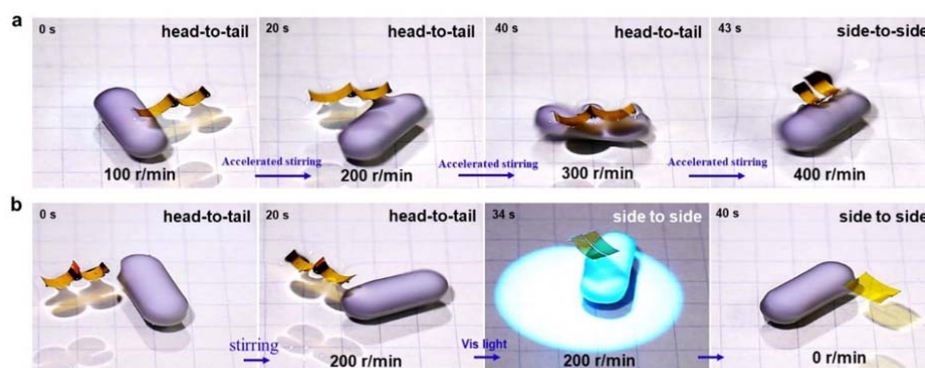 a
0 s
head-to-tail
20 s
head-to-tail
40 s
head-to-tail
43 s
side-to-side
100 r/min
Accelerated stirring
200 r/min
Accelerated stirring
300 r/min
Accelerated stirring
400 r/min
b
0 s
head-to-tail
20 s
head-to-tail
34 s
side to side
40 s
side to side
stirring
200 r/min
Vis light
200 r/min
0 r/min